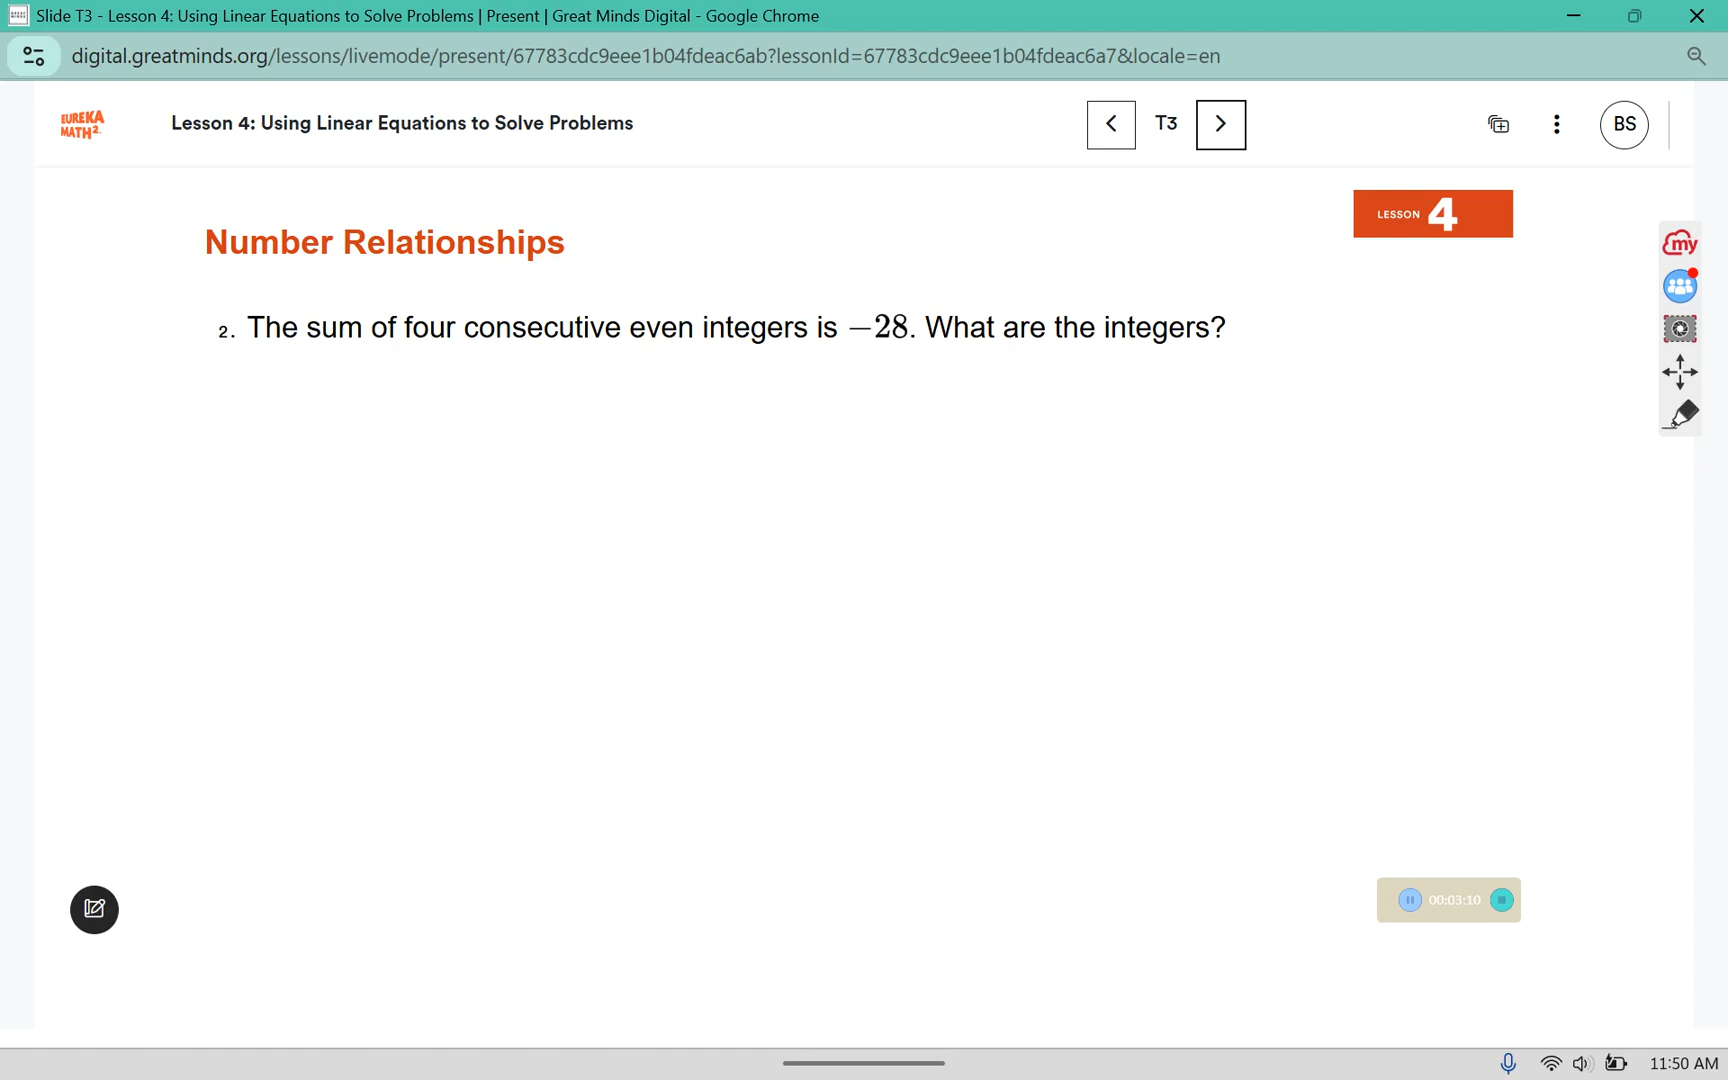 Slide T3 - Lesson 4: Using Linear Equations to Solve Problems | Present | Great Minds Digital - Google Chrome
digital.greatminds.org/lessons/livemode/present/67783cdc9eee1b04fdeac6ab?lessonId=67783cdc9eee1b04fdeac6a7&locale=en
EUREKA
MATH2
Lesson 4: Using Linear Equations to Solve Problems
T3
BS
LESSON 4
Number Relationships
my
2. The sum of four consecutive even integers is −28. What are the integers?
00:03:10
11:50 AM